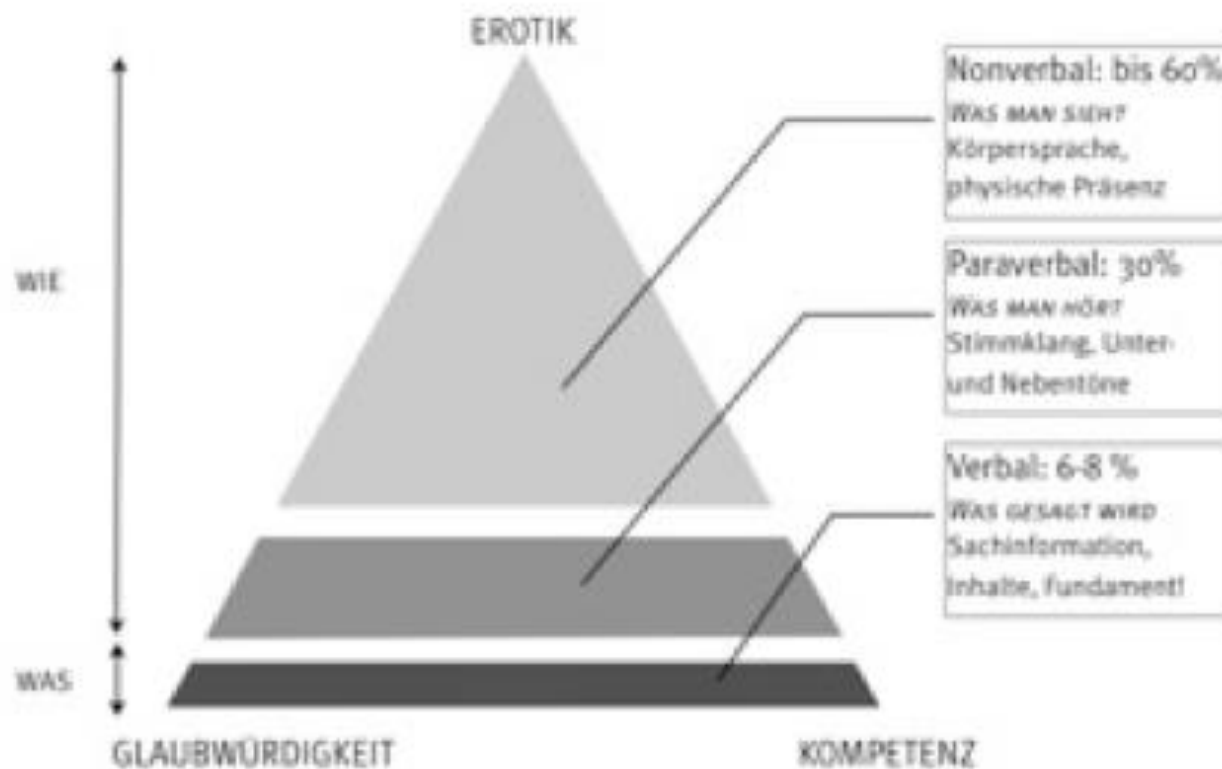 EROTIK
Nonverbal: bis 60%
WAS MAN SIEHT
Körpersprache,
physische Präsenz
WIE
Paraverbal: 30%
WAS MAN HÖRT
Stimmklang, Unter-
und Nebentöne
Verbal: 6-8 %
WAS GESAGT WIRD
Sachinformation,
Inhalte, Fundament!
WAS
GLAUBWÜRDIGKEIT
KOMPETENZ